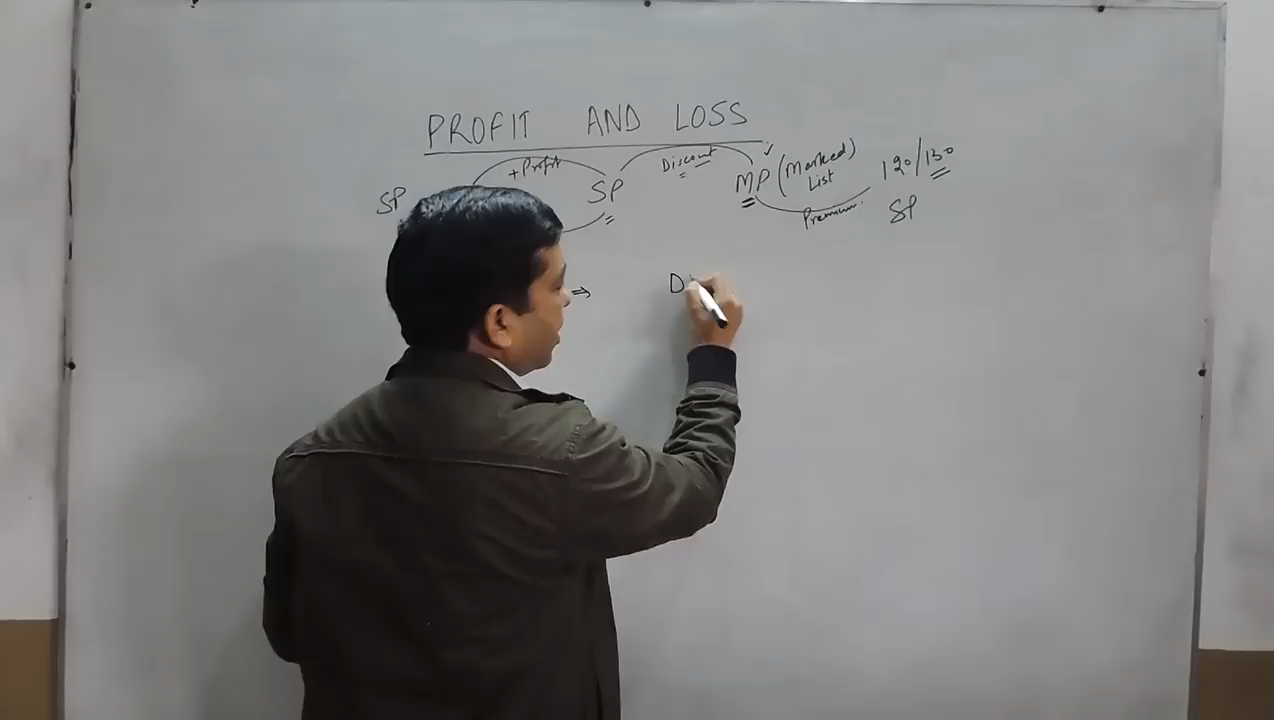 PROFIT AND LOSS
+ Profit Discount
SP SP MP (Marked List) 120/130
Premium SP
⇒ D